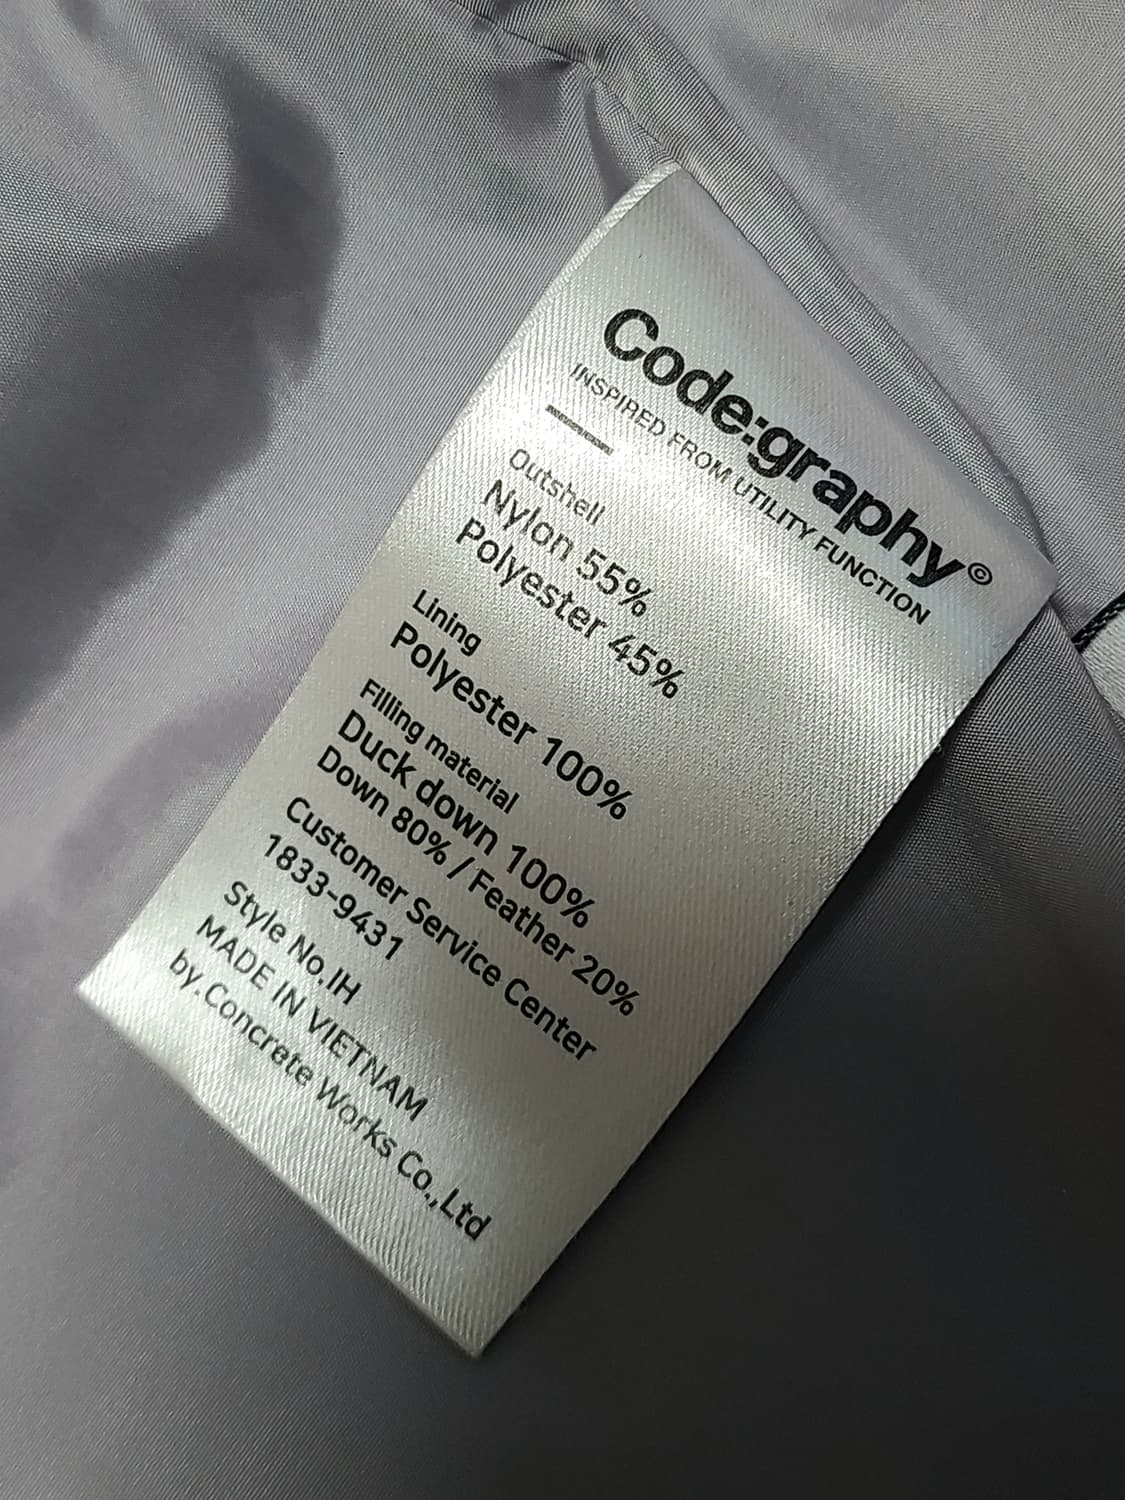 Code:graphy©
INSPIRED FROM UTILITY FUNCTION
Outshell
Nylon 55%
Polyester 45%
Lining
Polyester 100%
Filling material
Duck down 100%
Down 80% / Feather 20%
Customer Service Center
1833-9431
Style No.IH
MADE IN VIETNAM
by.Concrete Works Co.,Ltd